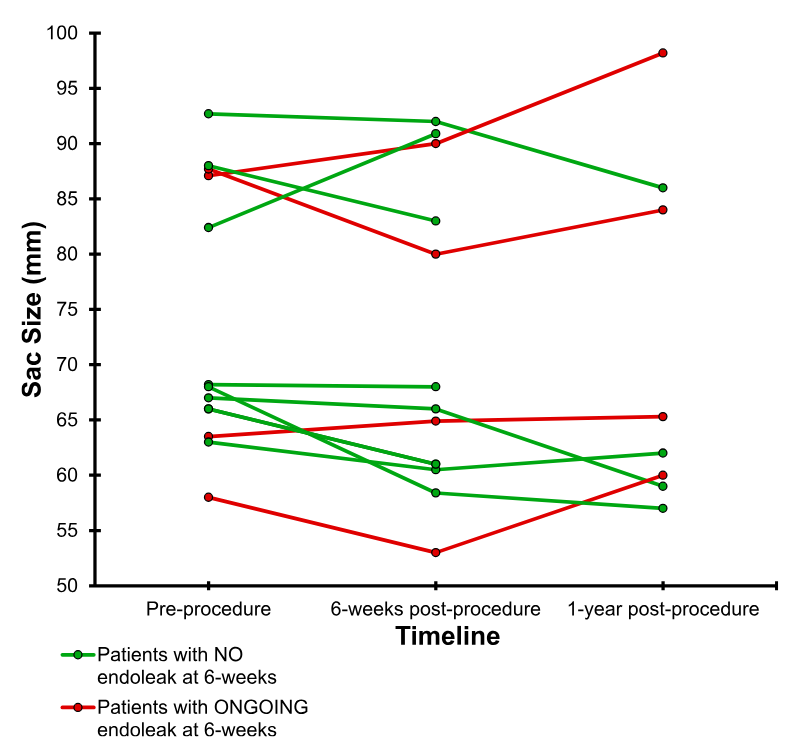 100
95
90
85
80
75
70
65
60
55
50
Sac Size (mm)
Pre-procedure
6-weeks post-procedure
1-year post-procedure
Timeline
Patients with NO
endoleak at 6-weeks
Patients with ONGOING
endoleak at 6-weeks